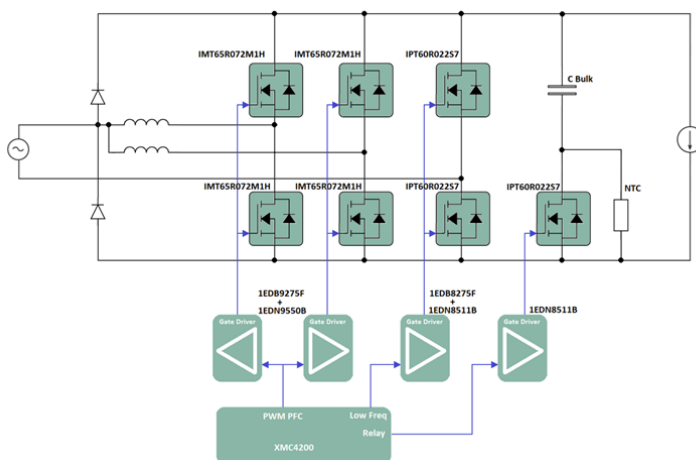 IMT65R072M1H
IMT65R072M1H
IPT60R022S7
C Bulk
IMT65R072M1H
IMT65R072M1H
IPT60R022S7
IPT60R022S7
NTC
1EDB9275F
+
1EDN9550B
1EDB8275F
+
1EDN8511B
1EDN8511B
Gate Driver
Gate Driver
Gate Driver
Gate Driver
PWM PFC
Low Freq
Relay
XMC4200